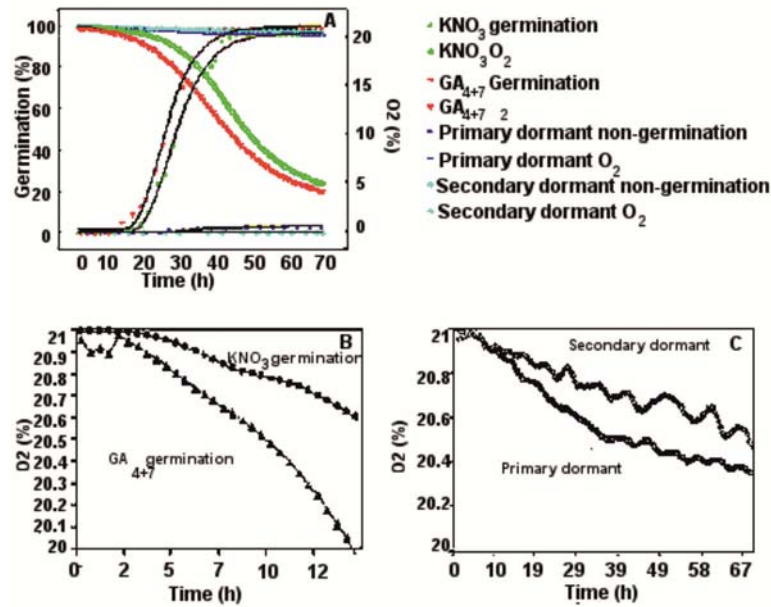 A
Germination (%)
100
80
60
40
20
0
0 10 20 30 40 50 60 70
Time (h)
20
15
10
5
0
O2 (%)
KNO3 germination
KNO3O2
GA4+7 Germination
GA4+7 2
Primary dormant non-germination
Primary dormant O2
Secondary dormant non-germination
Secondary dormant O2
B
O2 (%)
21
20.9
20.8
20.7
20.6
20.5
20.4
20.3
20.2
20.1
20
KNO3 germination
GA4+7 germination
0 2 5 7 10 12
Time (h)
C
O2 (%)
21
20.8
20.6
20.4
20.2
20
Secondary dormant
Primary dormant
0 10 19 29 39 49 58 67
Time (h)